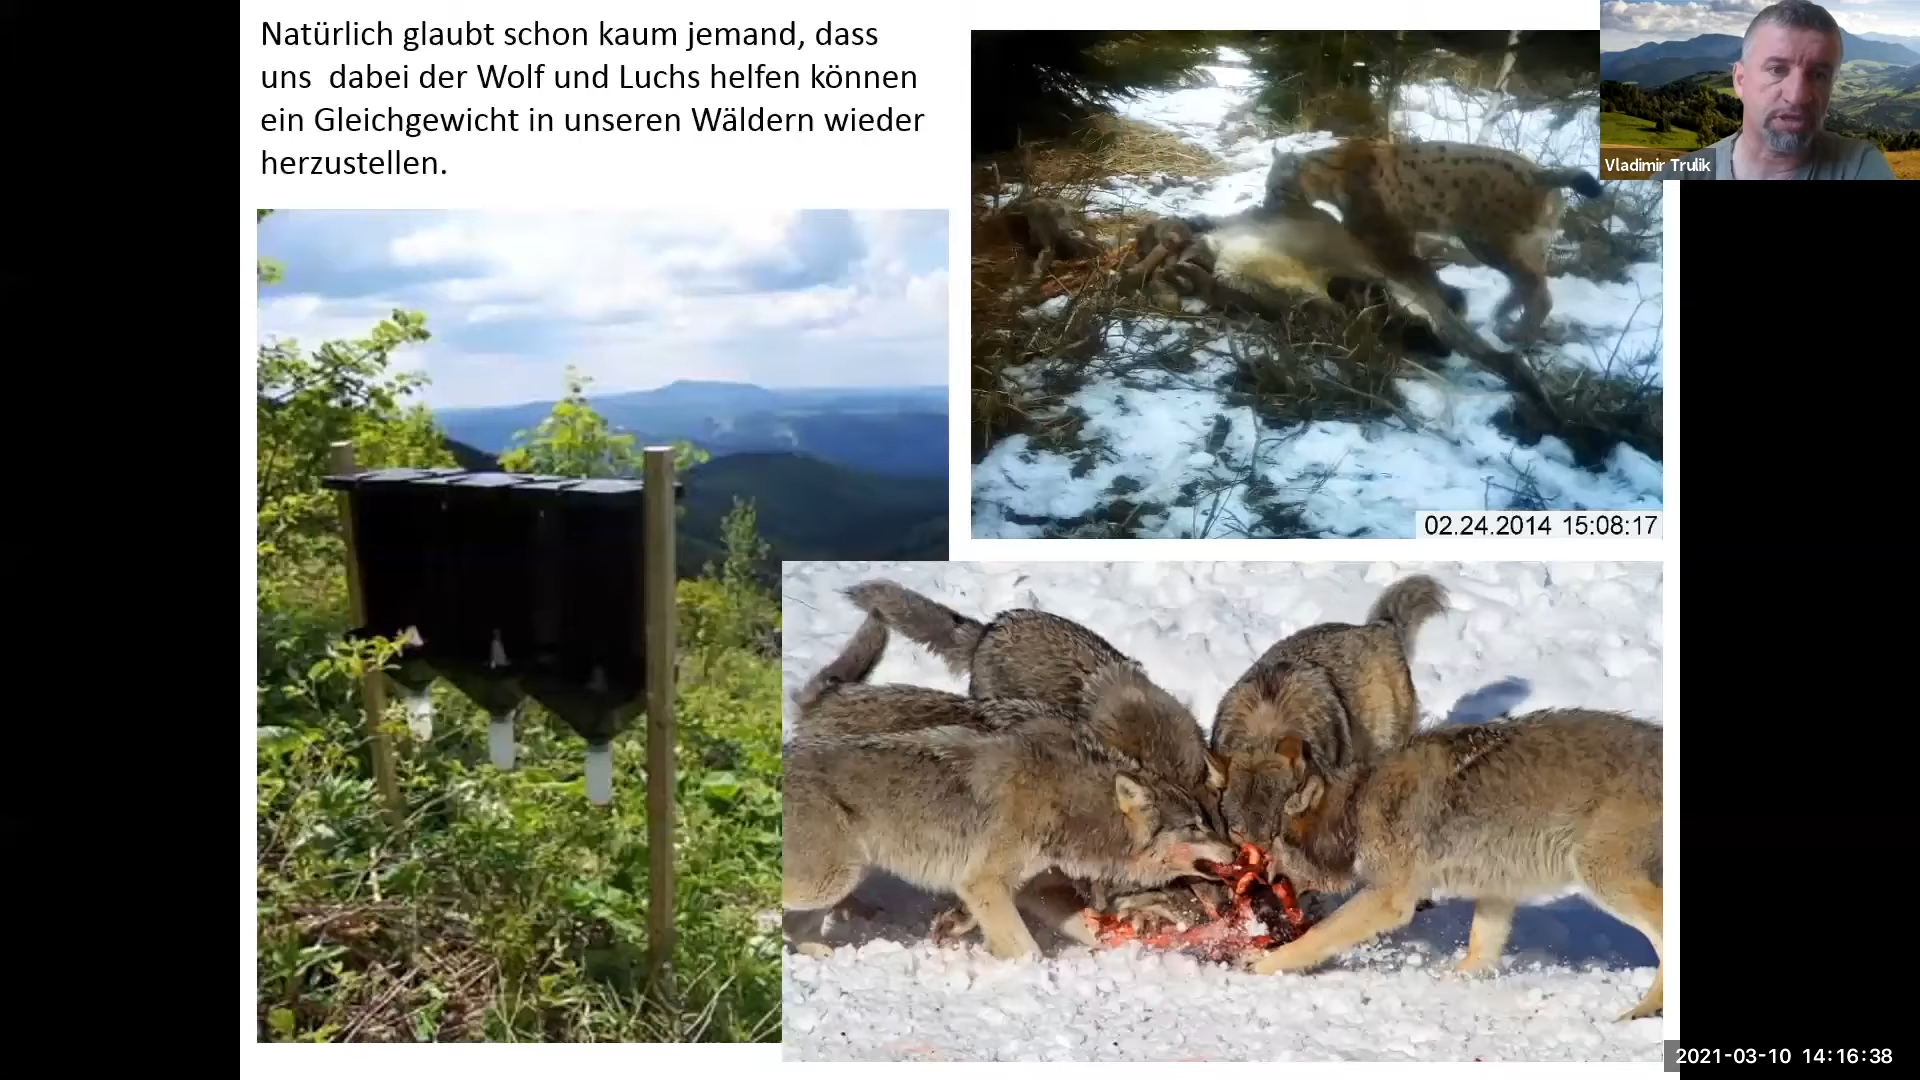 Natürlich glaubt schon kaum jemand, dass
uns  dabei der Wolf und Luchs helfen können
ein Gleichgewicht in unseren Wäldern wieder
herzustellen.
Vladimir Trulik
02.24.2014 15:08:17
2021-03-10 14:16:38